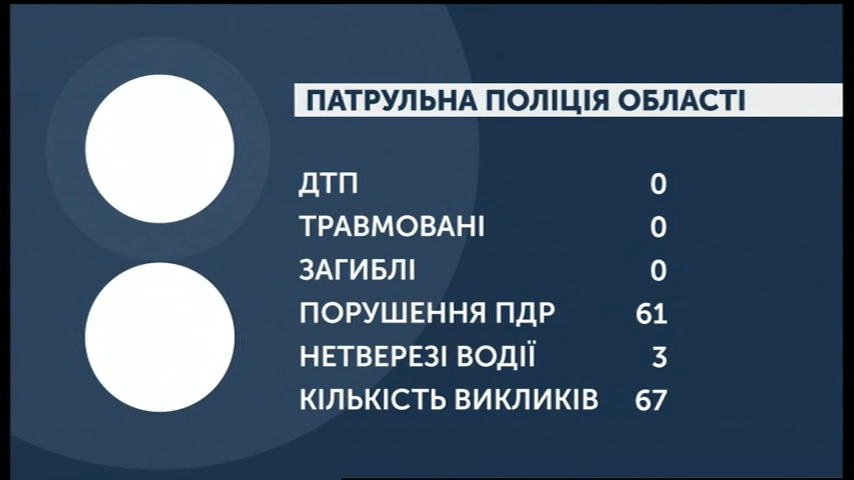 ПАТРУЛЬНА ПОЛІЦІЯ ОБЛАСТІ
ДТП 0
ТРАВМОВАНІ 0
ЗАГИБЛІ 0
ПОРУШЕННЯ ПДР 61
НЕТВЕРЕЗІ ВОДІЇ 3
КІЛЬКІСТЬ ВИКЛИКІВ 67